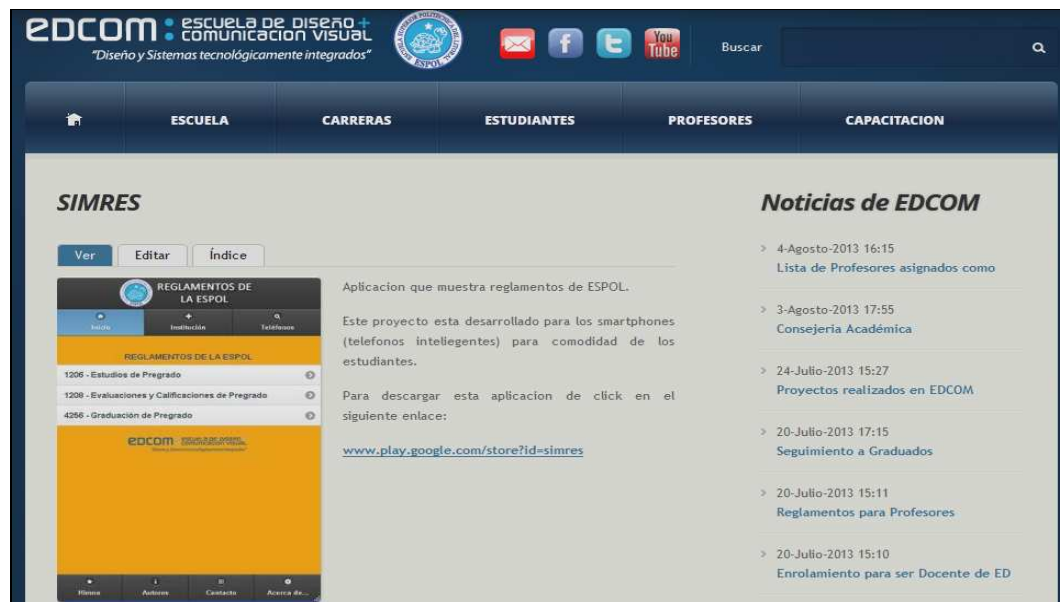 edcom: escuela de diseño +
comunicacion visual
"Diseño y Sistemas tecnológicamente integrados"
ESPOL
You
Tube
Buscar
ESCUELA
CARRERAS
ESTUDIANTES
PROFESORES
CAPACITACION
SIMRES
Ver
Editar
Índice
REGLAMENTOS DE
LA ESPOL
Inicio
Institución
Teléfonos
REGLAMENTOS DE LA ESPOL
1206 - Estudios de Pregrado
1208 - Evaluaciones y Calificaciones de Pregrado
4256 - Graduación de Pregrado
edcom
Home
Autores
Contacto
Acerca de...
Aplicacion que muestra reglamentos de ESPOL.
Este proyecto esta desarrollado para los smartphones
(telefonos inteliegentes) para comodidad de los
estudiantes.
Para descargar esta aplicacion de click en el
siguiente enlace:
www.play.google.com/store?id=simres
Noticias de EDCOM
4-Agosto-2013 16:15
Lista de Profesores asignados como
3-Agosto-2013 17:55
Consejeria Académica
24-Julio-2013 15:27
Proyectos realizados en EDCOM
20-Julio-2013 17:15
Seguimiento a Graduados
20-Julio-2013 15:11
Reglamentos para Profesores
20-Julio-2013 15:10
Enrolamiento para ser Docente de ED